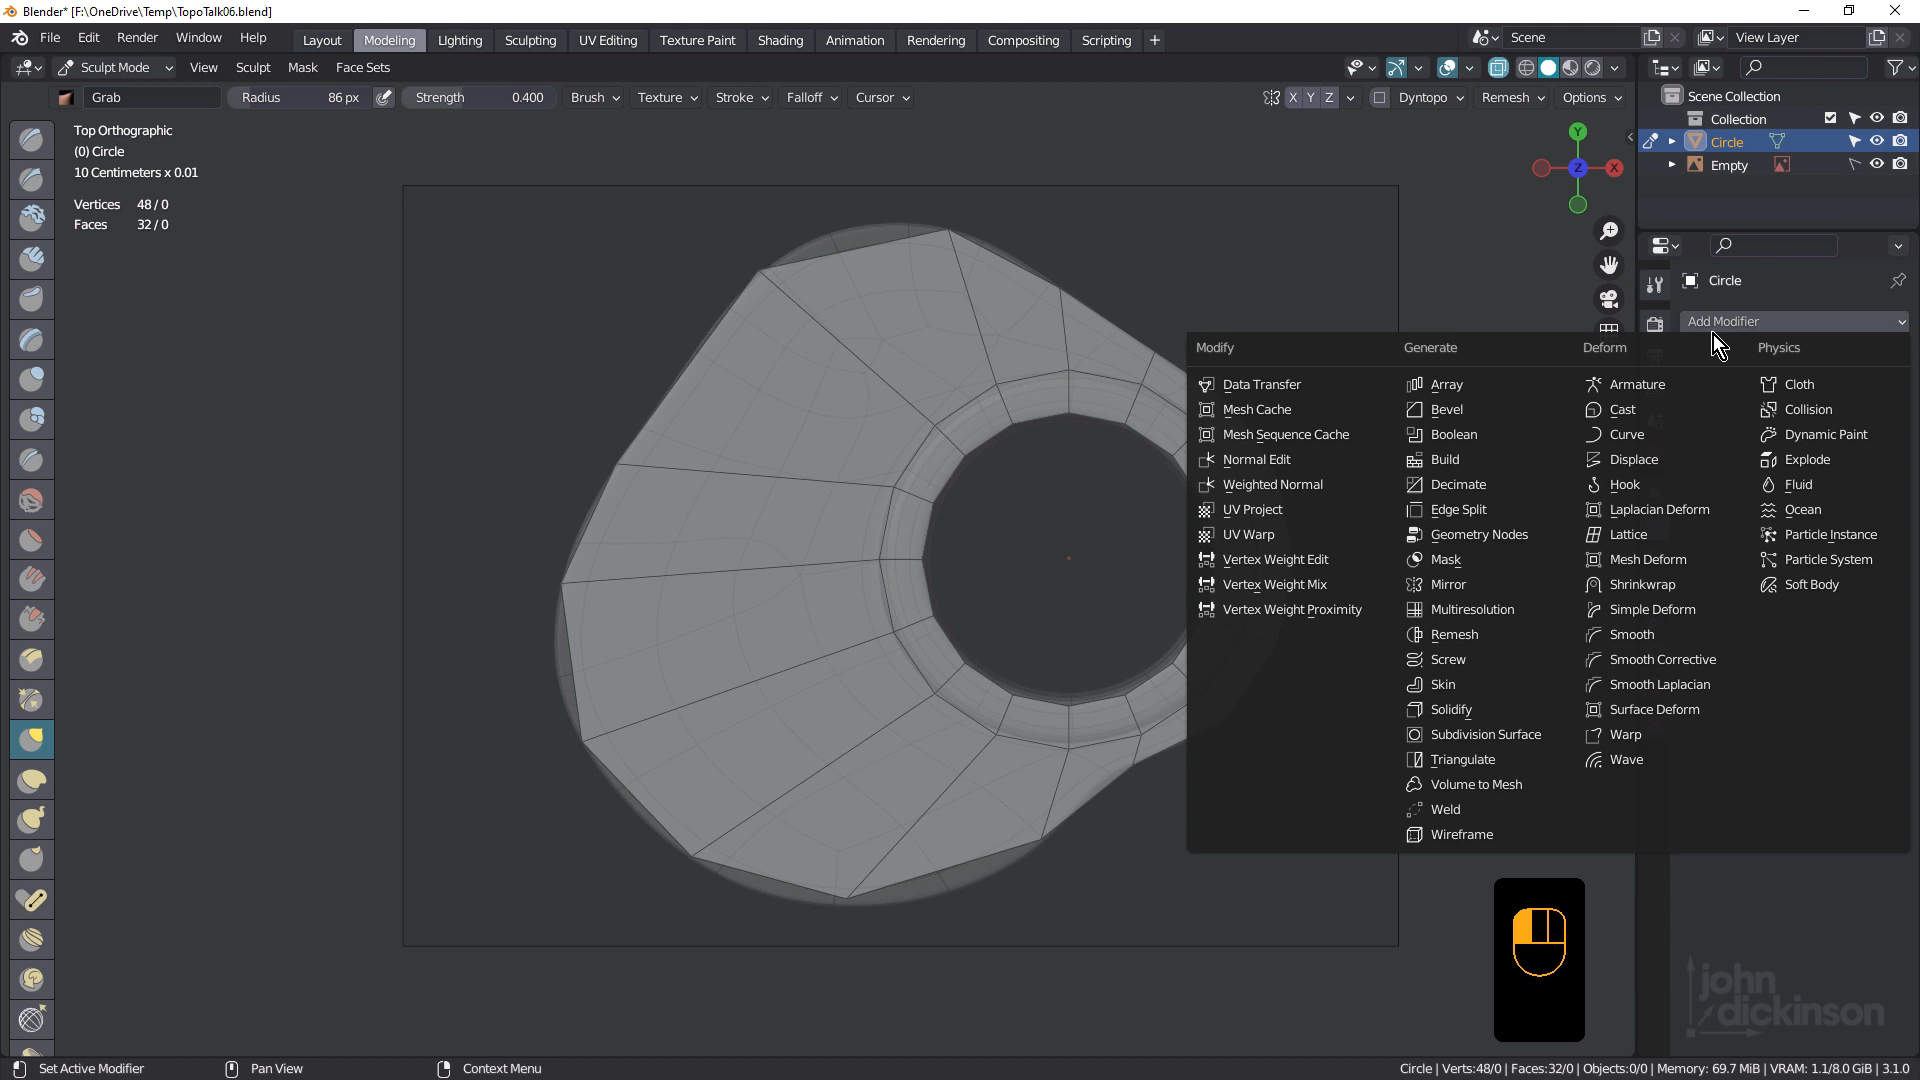 Blender* [F:\OneDrive\Temp\TopoTalk06.blend]
File Edit Render Window Help Layout Modeling Lighting Sculpting UV Editing Texture Paint Shading Animation Rendering Compositing Scripting + Scene View Layer
Sculpt Mode View Sculpt Mask Face Sets
Grab Radius 86 px Strength 0.400 Brush Texture Stroke Falloff Cursor X Y Z Dyntopo Remesh Options
Scene Collection
Collection
Circle
Empty
Top Orthographic
(0) Circle
10 Centimeters x 0.01
Vertices 48/0
Faces 32/0
Y
Z X
Circle
Add Modifier
Modify Generate Deform Physics
Data Transfer Array Armature Cloth
Mesh Cache Bevel Cast Collision
Mesh Sequence Cache Boolean Curve Dynamic Paint
Normal Edit Build Displace Explode
Weighted Normal Decimate Hook Fluid
UV Project Edge Split Laplacian Deform Ocean
UV Warp Geometry Nodes Lattice Particle Instance
Vertex Weight Edit Mask Mesh Deform Particle System
Vertex Weight Mix Mirror Shrinkwrap Soft Body
Vertex Weight Proximity Multiresolution Simple Deform
Remesh Smooth
Screw Smooth Corrective
Skin Smooth Laplacian
Solidify Surface Deform
Subdivision Surface Warp
Triangulate Wave
Volume to Mesh
Weld
Wireframe
john
dickinson
Set Active Modifier Pan View Context Menu Circle | Verts:48/0 | Faces:32/0 | Objects:0/0 | Memory: 69.7 MiB | VRAM: 1.1/8.0 GiB | 3.1.0